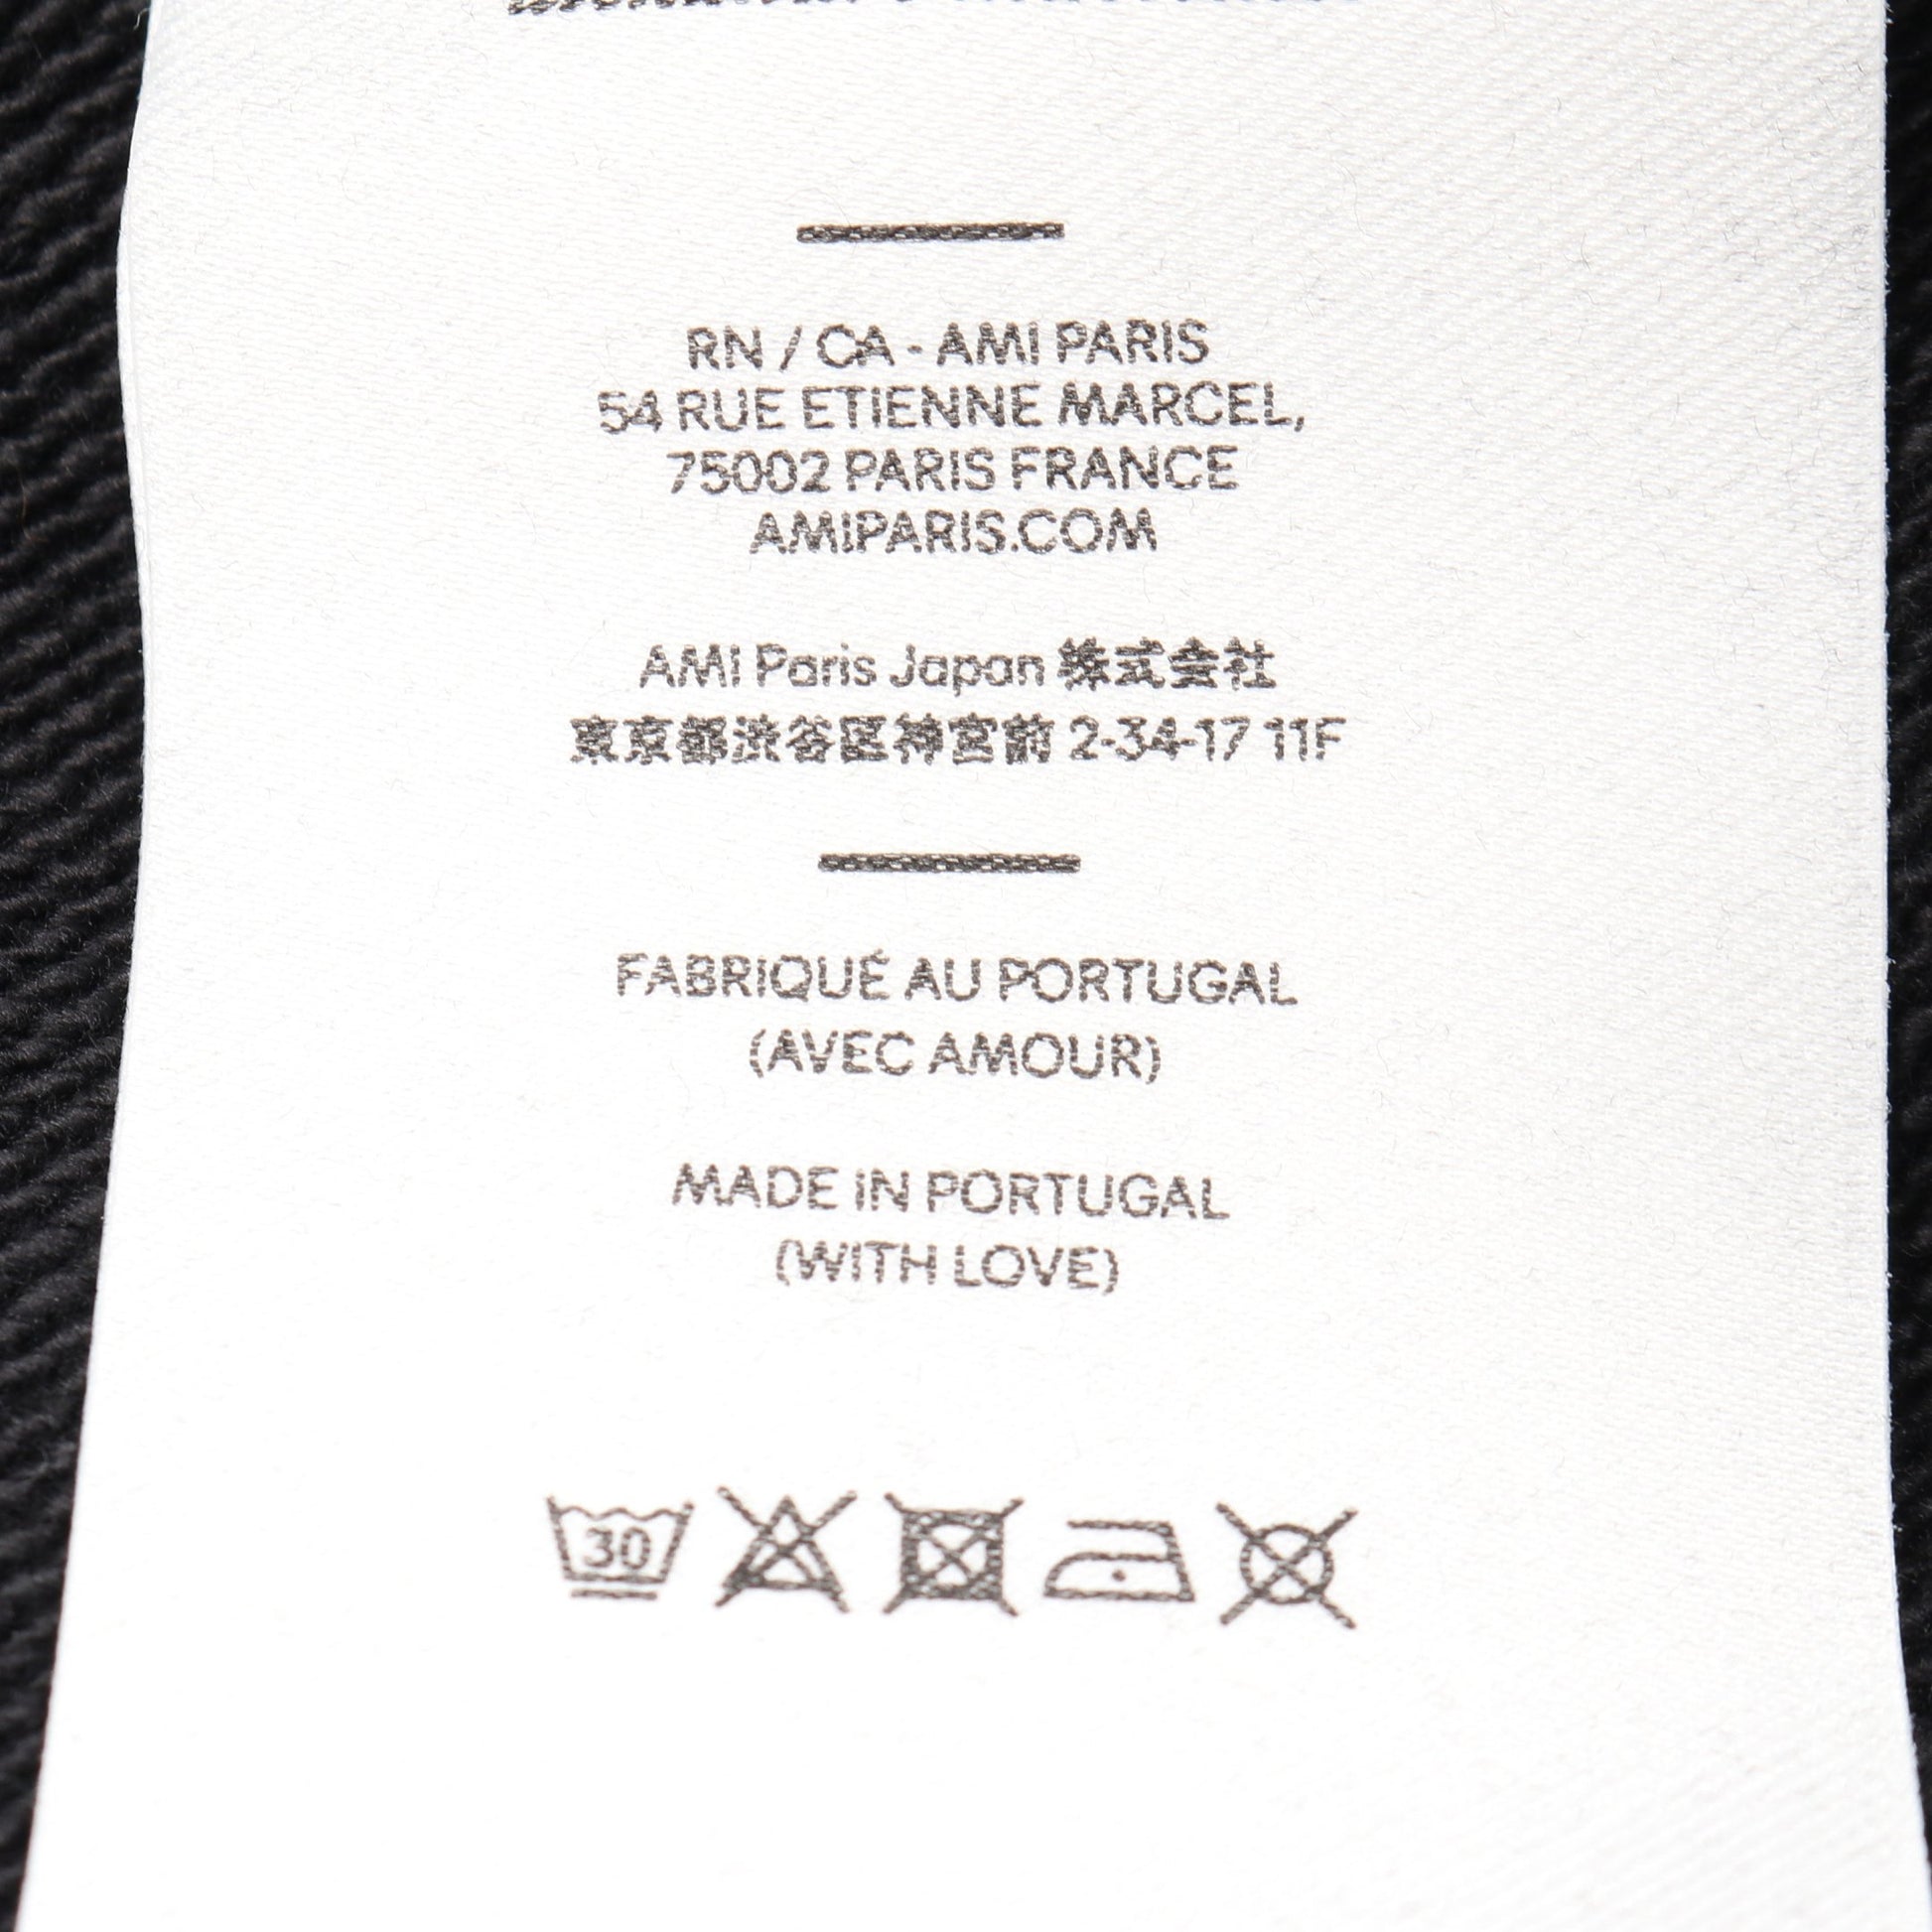 RN / CA - AMI PARIS
54 RUE ETIENNE MARCEL,
75002 PARIS FRANCE
AMIPARIS.COM
AMI Paris Japan 株式会社
東京都渋谷区神宮前 2-34-17 11F
FABRIQUÉ AU PORTUGAL
(AVEC AMOUR)
MADE IN PORTUGAL
(WITH LOVE)
30